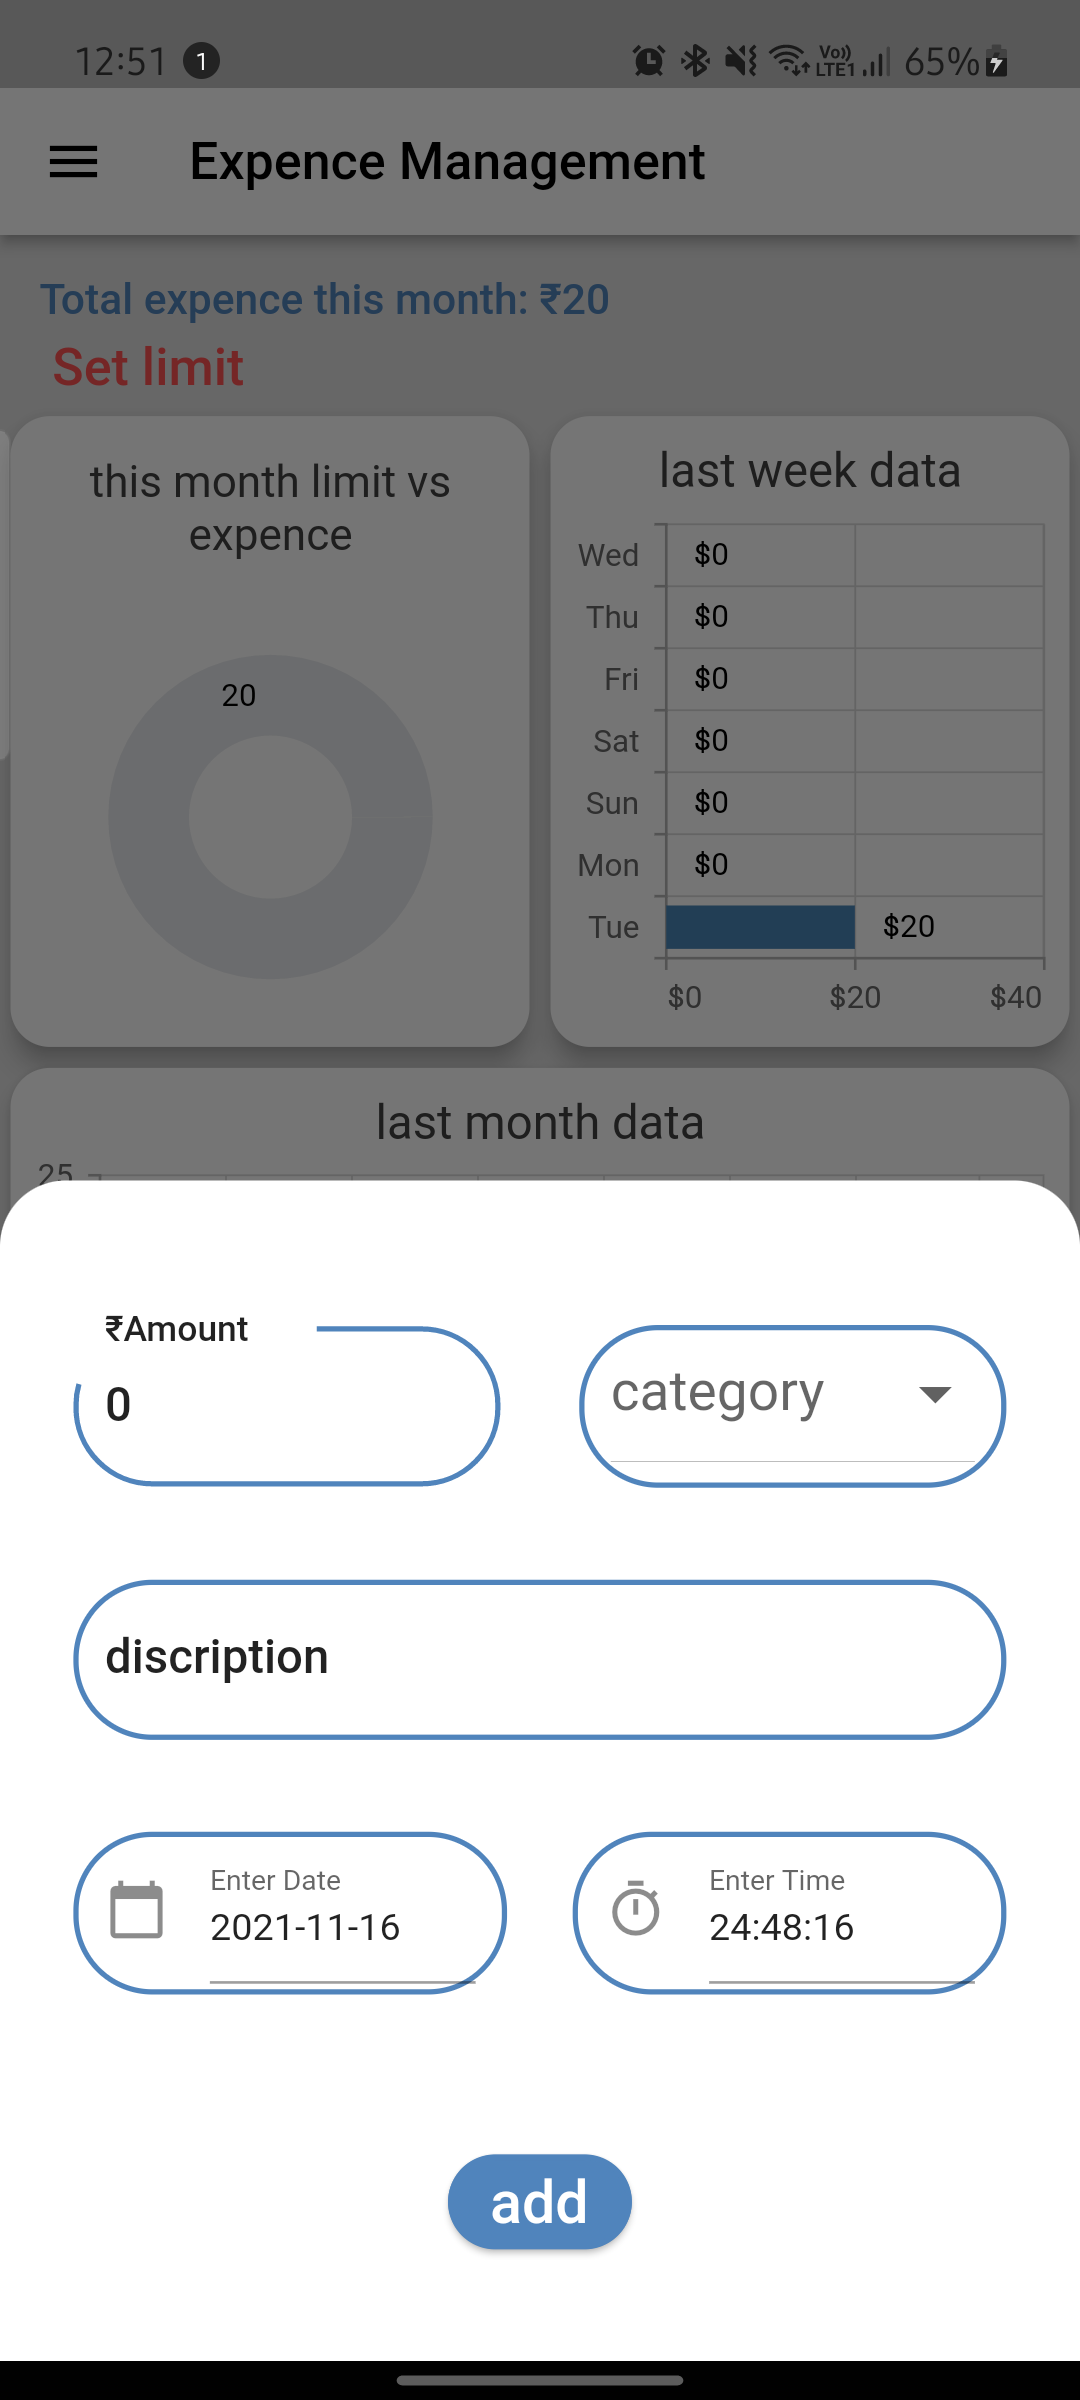 12:51 1 Vo)) LTE1 65%
Expence Management
Total expence this month: ₹20
Set limit
this month limit vs
expence
20
last week data
Wed $0
Thu $0
Fri $0
Sat $0
Sun $0
Mon $0
Tue $20
$0 $20 $40
last month data
25
₹Amount
0
category
discription
Enter Date
2021-11-16
Enter Time
24:48:16
add